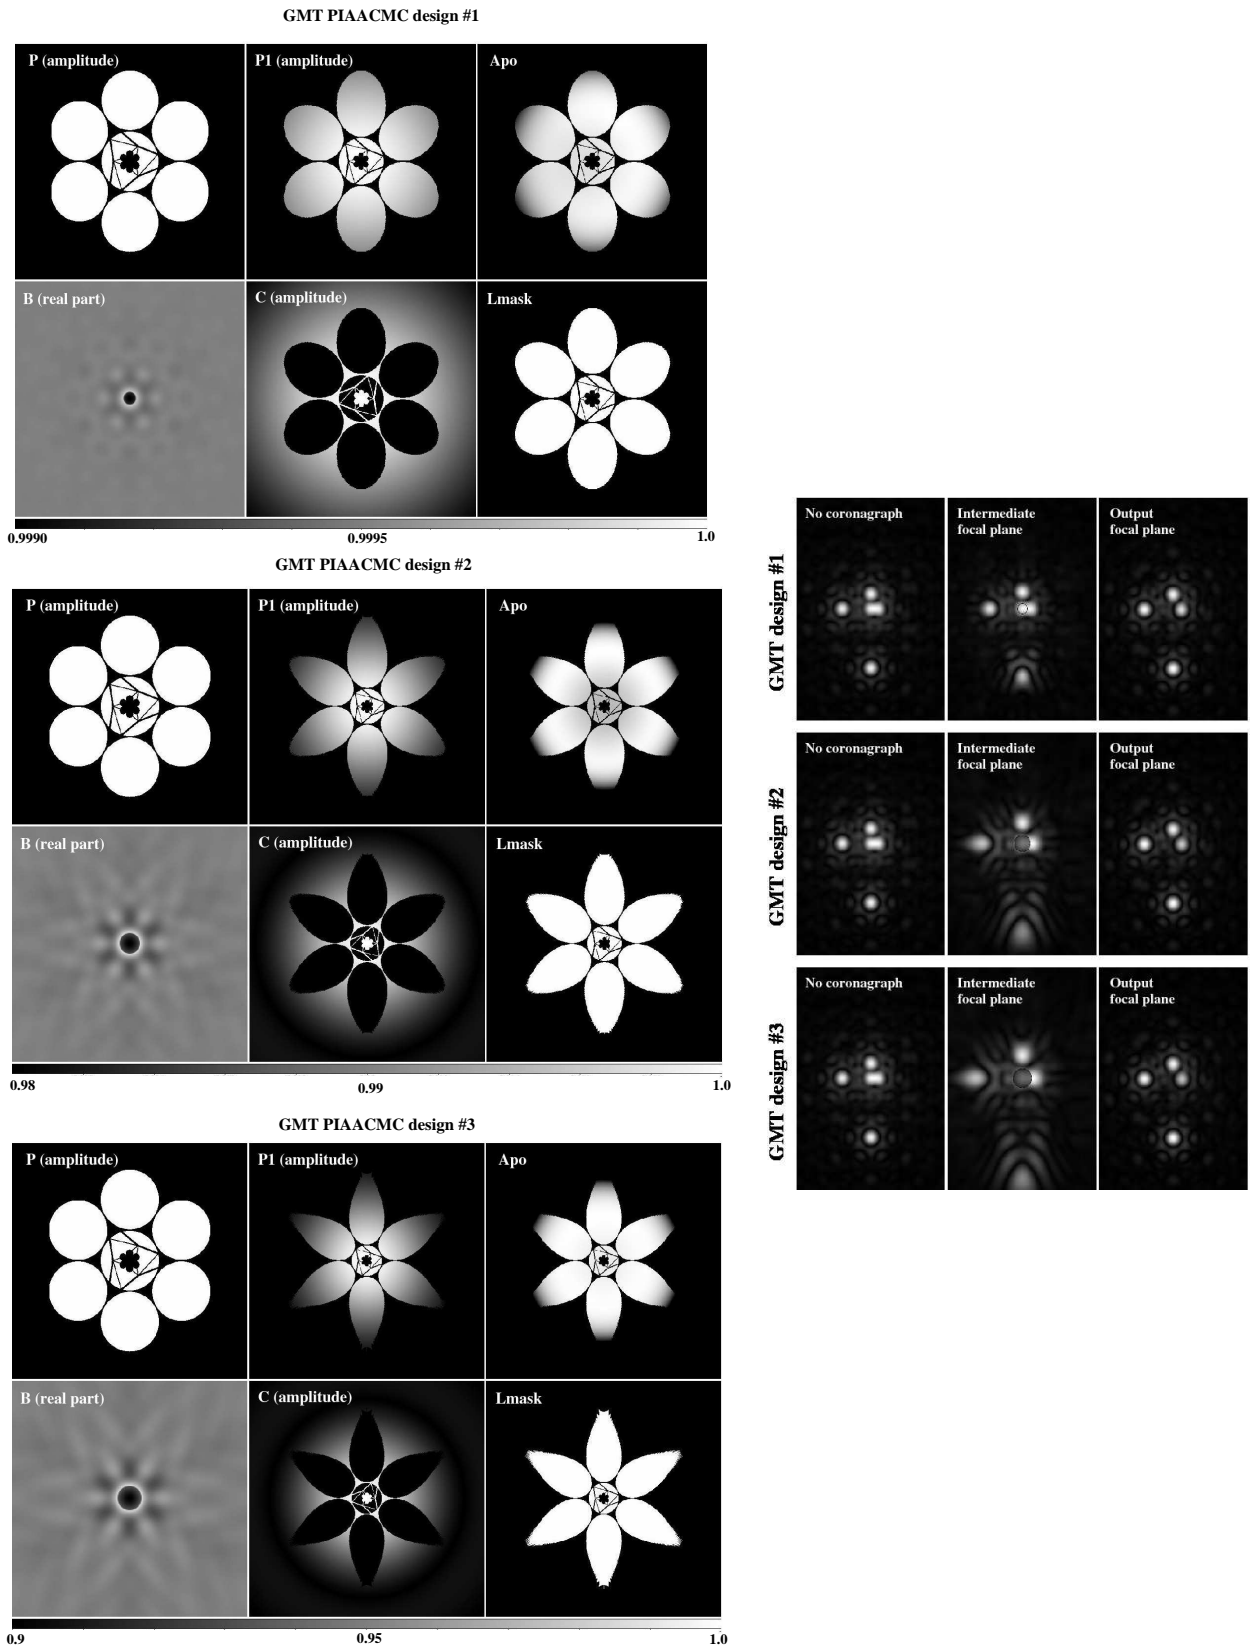 GMT PIAACMC design #1
P (amplitude)
P1 (amplitude)
Apo
B (real part)
C (amplitude)
Lmask
0.9990
0.9995
1.0
GMT PIAACMC design #2
P (amplitude)
P1 (amplitude)
Apo
B (real part)
C (amplitude)
Lmask
0.98
0.99
1.0
GMT PIAACMC design #3
P (amplitude)
P1 (amplitude)
Apo
B (real part)
C (amplitude)
Lmask
0.9
0.95
1.0
GMT design #1
No coronagraph
Intermediate
focal plane
Output
focal plane
GMT design #2
No coronagraph
Intermediate
focal plane
Output
focal plane
GMT design #3
No coronagraph
Intermediate
focal plane
Output
focal plane